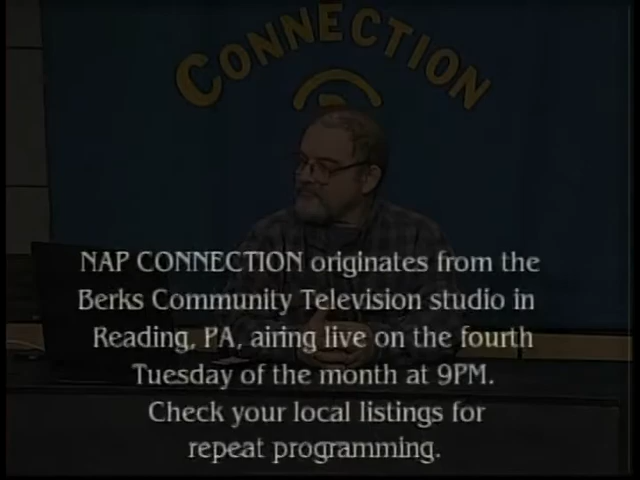 CONNECTION
NAP CONNECTION originates from the
Berks Community Television studio in
Reading, PA, airing live on the fourth
Tuesday of the month at 9PM.
Check your local listings for
repeat programming.